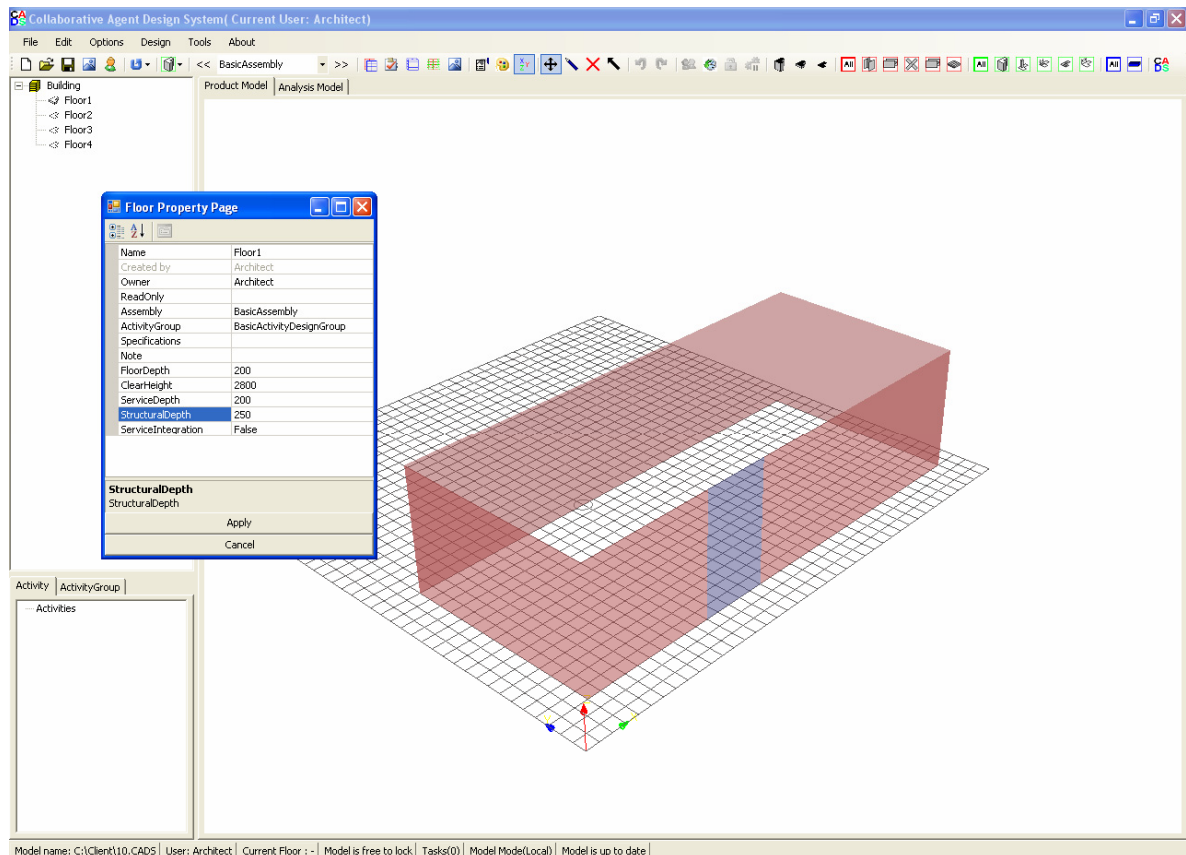 Collaborative Agent Design System( Current User: Architect)
File Edit Options Design Tools About
<< BasicAssembly >>
Building
Floor1
Floor2
Floor3
Floor4
Product Model Analysis Model
Floor Property Page
Name Floor1
Created by Architect
Owner Architect
ReadOnly
Assembly BasicAssembly
ActivityGroup BasicActivityDesignGroup
Specifications
Note
FloorDepth 200
ClearHeight 2800
ServiceDepth 200
StructuralDepth 250
ServiceIntegration False
StructuralDepth
StructuralDepth
Apply
Cancel
Activity ActivityGroup
Activities
Model name: C:\Client\10.CADS User: Architect Current Floor : - Model is free to lock Tasks(0) Model Mode(Local) Model is up to date